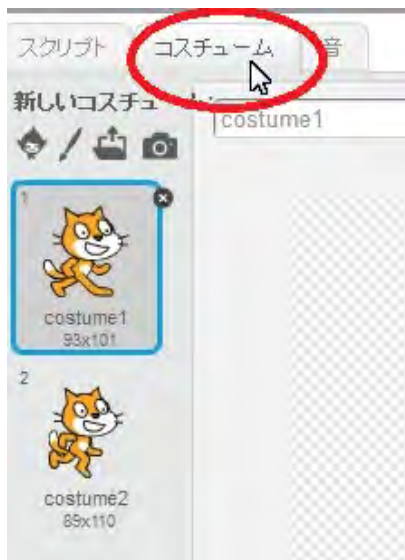 スクリプト コスチューム 音
新しいコスチュー
costume1
1
costume1
93x101
2
costume2
89x110